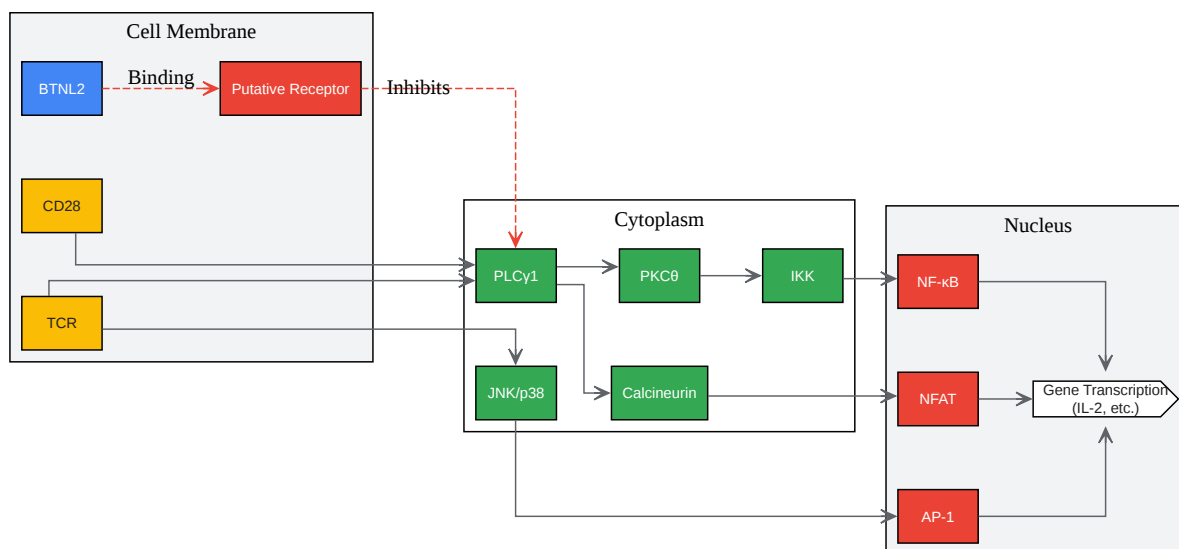 Cell Membrane
BTNL2
Binding
Putative Receptor
Inhibits
CD28
TCR
Cytoplasm
PLCγ1
PKCθ
IKK
JNK/p38
Calcineurin
Nucleus
NF-κB
NFAT
AP-1
Gene Transcription
(IL-2, etc.)